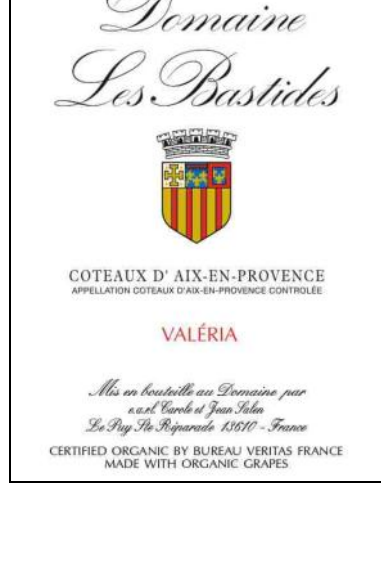 Domaine
Les Bastides
COTEAUX D' AIX-EN-PROVENCE
APPELLATION COTEAUX D'AIX-EN-PROVENCE CONTROLÉE
VALÉRIA
Mis en bouteille au Domaine par
e.a.r.l. Carole et Jean Salen
Le Puy Ste Réparade 13610 - France
CERTIFIED ORGANIC BY BUREAU VERITAS FRANCE
MADE WITH ORGANIC GRAPES